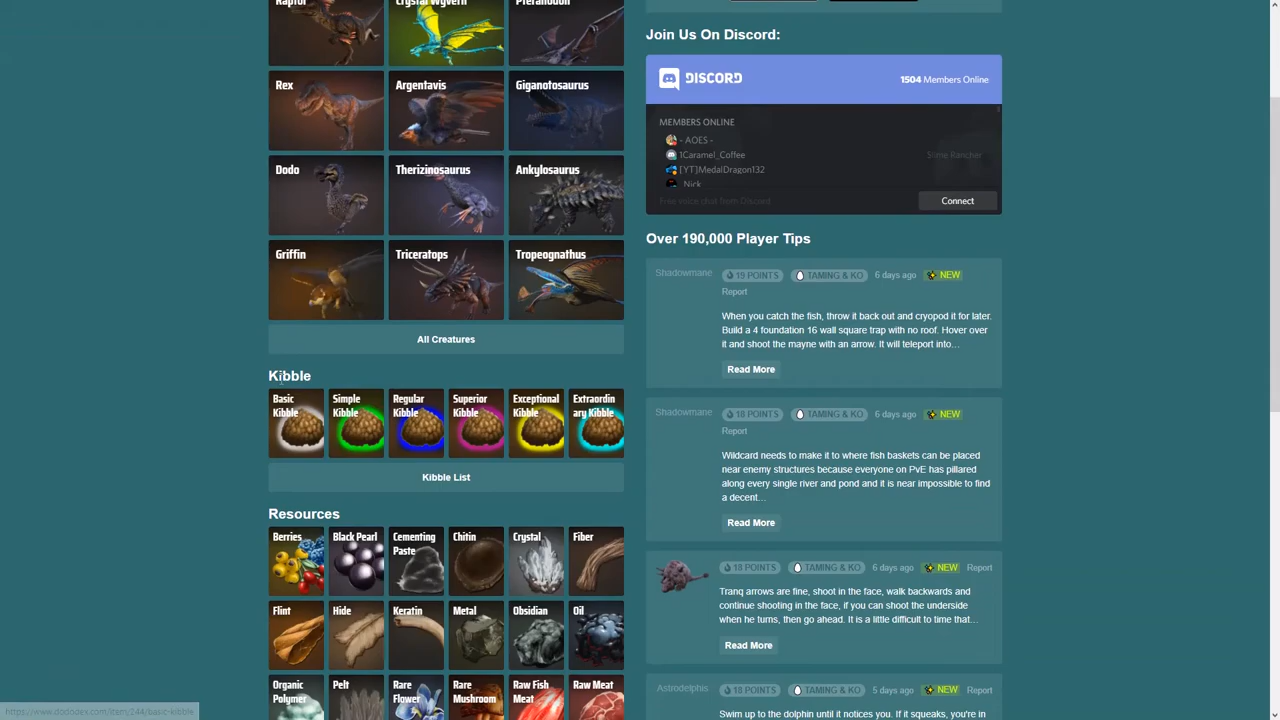 Raptor
Crystal Wyvern
Pteranodon
Rex
Argentavis
Giganotosaurus
Dodo
Therizinosaurus
Ankylosaurus
Griffin
Triceratops
Tropeognathus
All Creatures
Kibble
Basic
Kibble
Simple
Kibble
Regular
Kibble
Superior
Kibble
Exceptional
Kibble
Extraordin
ary Kibble
Kibble List
Resources
Berries
Black Pearl
Cementing
Paste
Chitin
Crystal
Fiber
Flint
Hide
Keratin
Metal
Obsidian
Oil
Organic
Polymer
Pelt
Rare
Flower
Rare
Mushroom
Raw Fish
Meat
Raw Meat
https://www.dododex.com/item/244/basic-kibble
Join Us On Discord:
DISCORD
1504 Members Online
MEMBERS ONLINE
- AOES -
1Caramel_Coffee
Slime Rancher
[YT]MedalDragon132
Nick
Free voice chat from Discord
Connect
Over 190,000 Player Tips
Shadowmane
19 POINTS TAMING & KO 6 days ago NEW
Report
When you catch the fish, throw it back out and cryopod it for later.
Build a 4 foundation 16 wall square trap with no roof. Hover over
it and shoot the mayne with an arrow. It will teleport into…
Read More
Shadowmane
18 POINTS TAMING & KO 6 days ago NEW
Report
Wildcard needs to make it to where fish baskets can be placed
near enemy structures because everyone on PvE has pillared
along every single river and pond and it is near impossible to find
a decent…
Read More
18 POINTS TAMING & KO 6 days ago NEW Report
Tranq arrows are fine, shoot in the face, walk backwards and
continue shooting in the face, if you can shoot the underside
when he turns, then go ahead. It is a little difficult to time that…
Read More
Astrodelphis
18 POINTS TAMING & KO 5 days ago NEW Report
Swim up to the dolphin until it notices you. If it squeaks, you're in